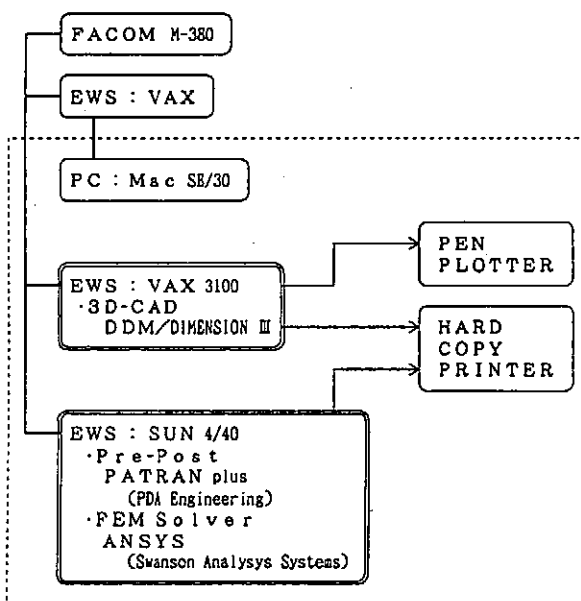 FACOM M-380
EWS : VAX
PC : Mac SE/30
PEN
PLOTTER
EWS : VAX 3100
・3D-CAD
DDM/DIMENSION Ⅲ
HARD
COPY
PRINTER
EWS : SUN 4/40
・Pre-Post
PATRAN plus
(PDA Engineering)
・FEM Solver
ANSYS
(Swanson Analysys Systems)